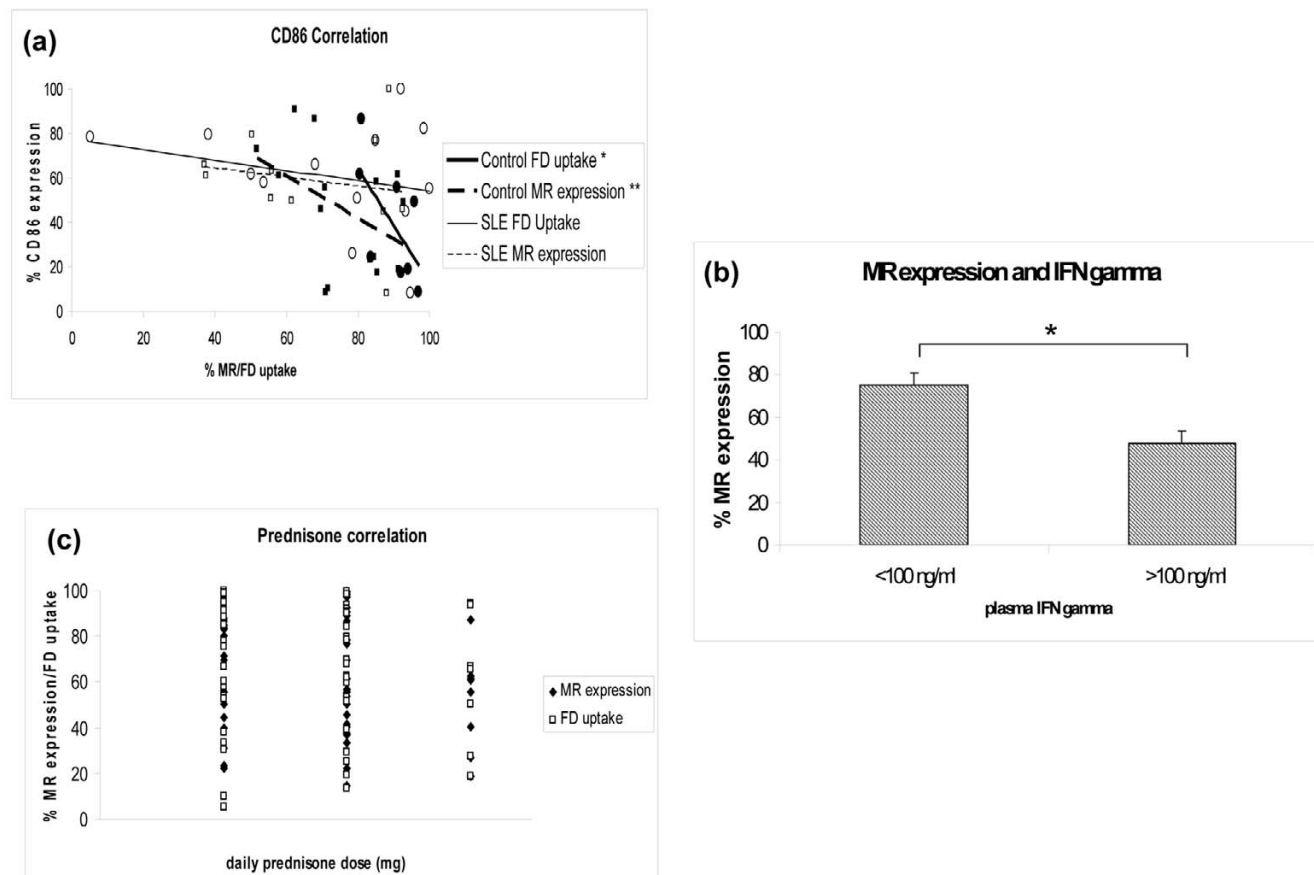 (a)
CD86 Correlation
% CD86 expression
100
80
60
40
20
0
0 20 40 60 80 100
% MR/FD uptake
Control FD uptake *
Control MR expression **
SLE FD Uptake
SLE MR expression
(b)
MR expression and IFN gamma
*
% MR expression
100
80
60
40
20
0
<100 ng/ml >100 ng/ml
plasma IFN gamma
(c)
Prednisone correlation
% MR expression/FD uptake
100
80
60
40
20
0
MR expression
FD uptake
daily prednisone dose (mg)